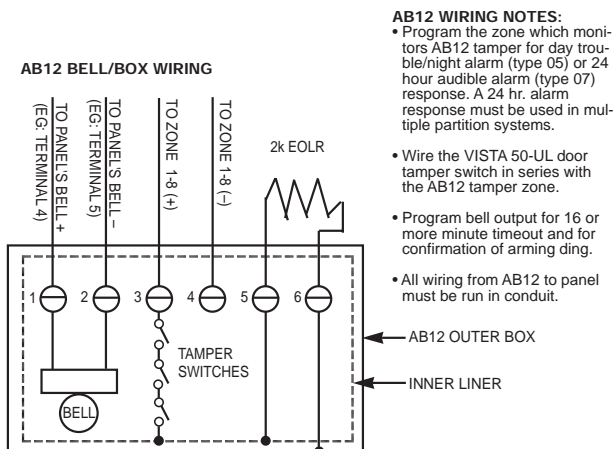 AB12 BELL/BOX WIRING
TO PANEL'S BELL +
(EG: TERMINAL 4)
TO PANEL'S BELL –
(EG: TERMINAL 5)
TO ZONE 1-8 (+)
TO ZONE 1-8 (–)
2k EOLR
1
2
3
4
5
6
TAMPER
SWITCHES
BELL
AB12 WIRING NOTES:
• Program the zone which moni-
tors AB12 tamper for day trou-
ble/night alarm (type 05) or 24
hour audible alarm (type 07)
response. A 24 hr. alarm
response must be used in mul-
tiple partition systems.
• Wire the VISTA 50-UL door
tamper switch in series with
the AB12 tamper zone.
• Program bell output for 16 or
more minute timeout and for
confirmation of arming ding.
• All wiring from AB12 to panel
must be run in conduit.
AB12 OUTER BOX
INNER LINER